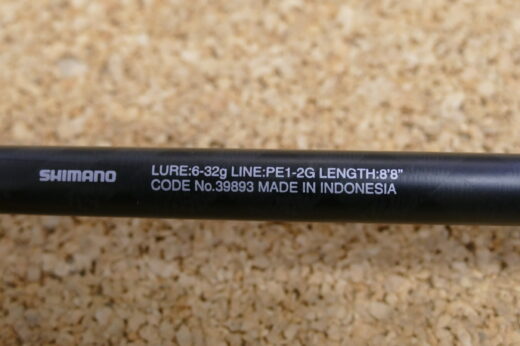 SHIMANO
LURE:6-32g LINE:PE1-2G LENGTH:8'8"
CODE No.39893 MADE IN INDONESIA